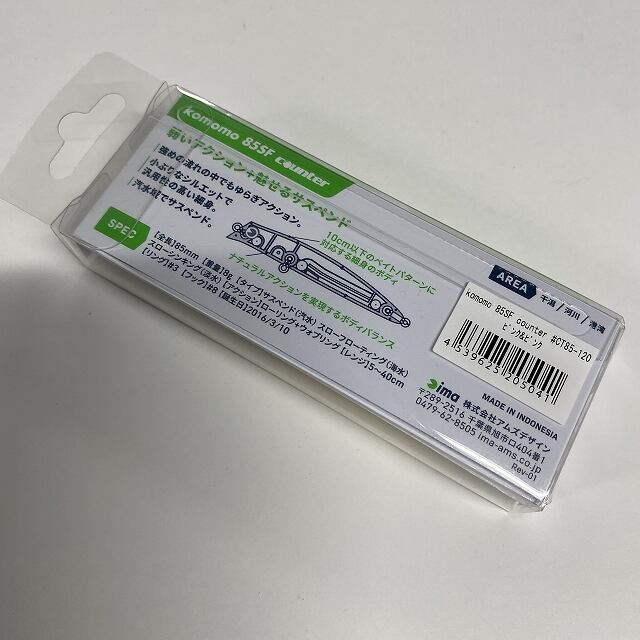 komomo 85SF counter
弱いアクション+魅せるサスペンド
強めの流れの中でもゆらぎアクション。
小ぶりなシルエットで
汎用性の高い細身。
汽水域でサスペンド。
10cm以下のベイトパターンに
対応する細身のボディ
ナチュラルアクションを実現するボディバランス
SPEC
[全長]85mm [重量]8g [タイプ]サスペンド(汽水) スローフローティング(海水)
スローシンキング(淡水) [アクション]ローリング+ウォブリング [レンジ]5~40cm
[リング]#3 [フック]#8 [誕生日]2016/3/10
AREA 干潟 / 河川 / 港湾
komomo 85SF counter #CT85-120
ピンク&ピンク
4 539625 205641
MADE IN INDONESIA
ima 株式会社アムズデザイン
〒289-2516 千葉県旭市ロ404番1
0479-62-8505 ima-ams.co.jp
Rev-01